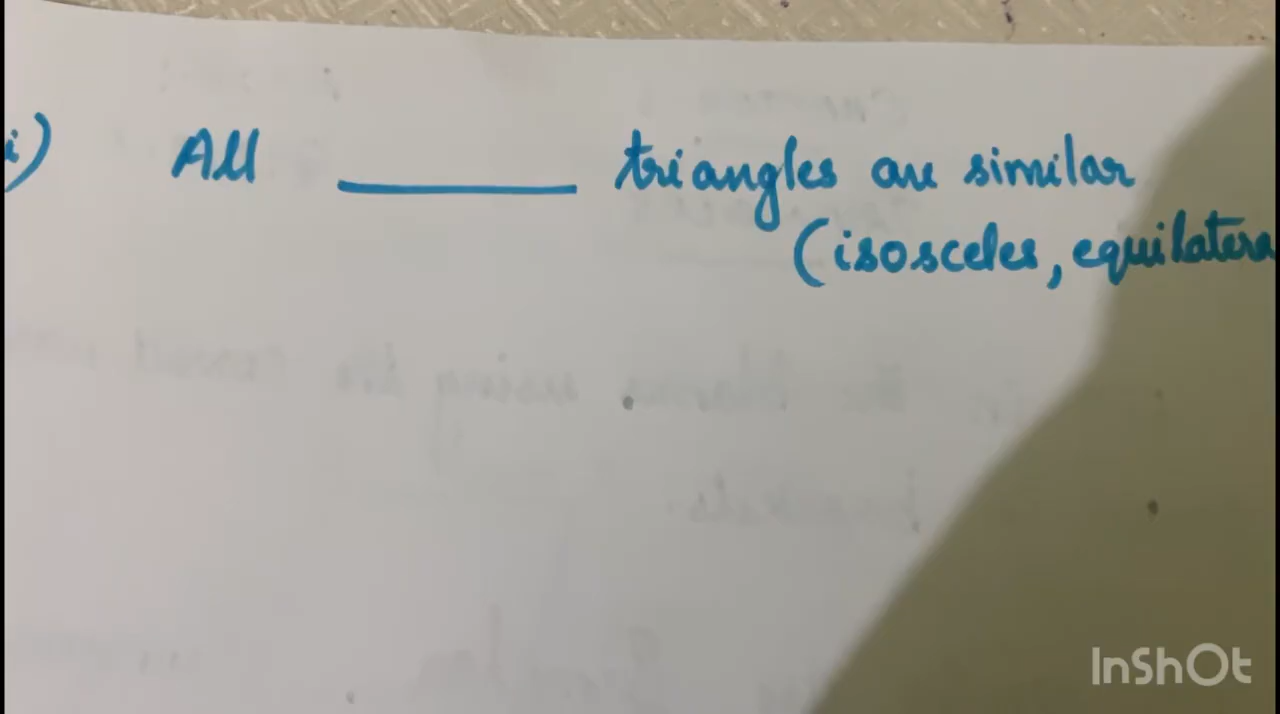 i) All ______ triangles are similar
(isosceles, equilatera
InShOt